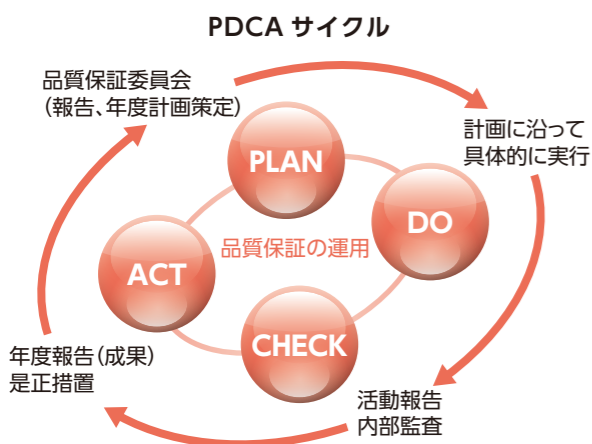 PDCA サイクル
品質保証委員会
（報告、年度計画策定）
計画に沿って
具体的に実行
PLAN
DO
品質保証の運用
ACT
CHECK
年度報告（成果）
是正措置
活動報告
内部監査